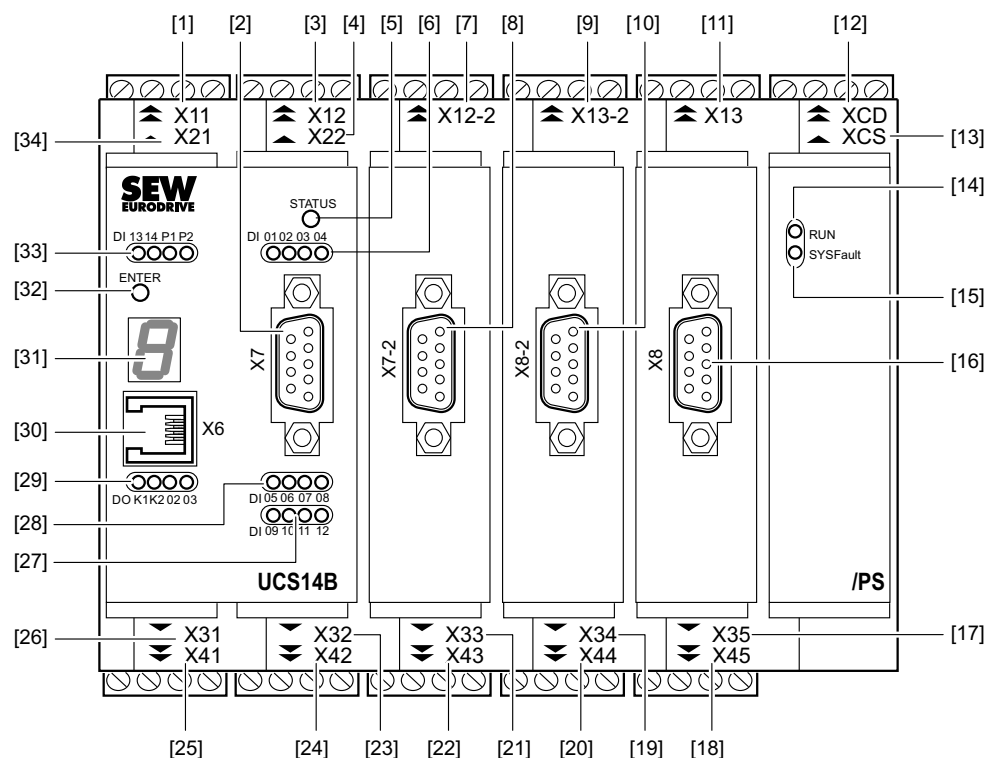 [1] [2] [3] [4] [5] [6] [7] [8] [9] [10] [11] [12]
X11 X12 X12-2 X13-2 X13 XCD
[34] X21 X22 XCS [13]
SEW
EURODRIVE
[14]
STATUS
RUN
DI 13 14 P1 P2 DI 01 02 03 04
[33] SYSFault
ENTER
[32] [15]
[31] 8 X7 X7-2 X8-2 X8 [16]
[30] X6
[29]
DO K1 K2 02 03 DI 05 06 07 08
[28]
DI 09 10 11 12
[27]
UCS14B /PS
[26] X31 X32 X33 X34 X35 [17]
X41 X42 X43 X44 X45
[25] [24] [23] [22] [21] [20] [19] [18]